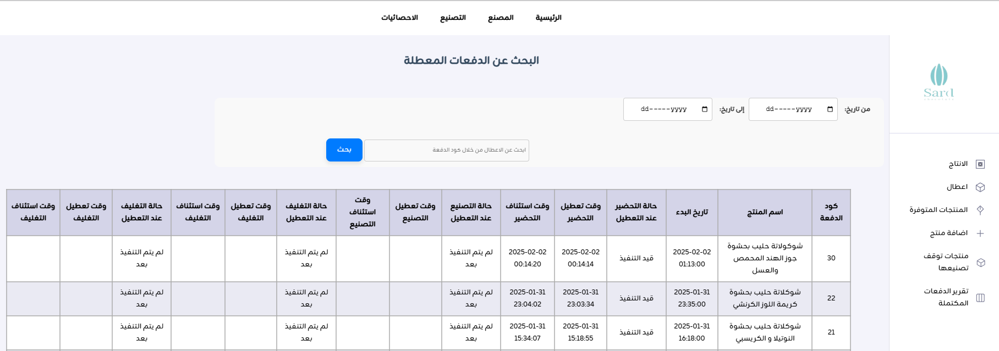 الرئيسية
المصنع
التصنيع
الاحصائيات
Sard
الانتاج
اعطال
المنتجات المتوفرة
اضافة منتج
منتجات توقف
تصنيعها
تقرير الدفعات
المكتملة
البحث عن الدفعات المعطلة
من تاريخ:
dd-----yyyy
إلى تاريخ:
dd-----yyyy
ابحث عن الاعطال من خلال كود الدفعة
بحث
كود
الدفعة
اسم المنتج
تاريخ البدء
حالة التحضير
عند التعطيل
وقت تعطيل
التحضير
وقت استئناف
التحضير
حالة التصنيع
عند التعطيل
وقت تعطيل
التصنيع
وقت
استئناف
التصنيع
حالة التغليف
عند التعطيل
وقت تعطيل
التغليف
وقت استئناف
التغليف
حالة التغليف
عند التعطيل
وقت تعطيل
التغليف
وقت استئناف
التغليف
30
شوكولاتة حليب بحشوة
جوز الهند المحمص
والعسل
2025-02-02
01:13:00
قيد التنفيذ
2025-02-02
00:14:14
2025-02-02
00:14:20
لم يتم التنفيذ
بعد
لم يتم التنفيذ
بعد
لم يتم التنفيذ
بعد
22
شوكلاتة حليب بحشوة
كريمة اللوز الكرنشي
2025-01-31
23:35:00
قيد التنفيذ
2025-01-31
23:03:34
2025-01-31
23:04:02
لم يتم التنفيذ
بعد
لم يتم التنفيذ
بعد
لم يتم التنفيذ
بعد
21
شوكلاتة حليب بحشوة
النوتيلا و الكريسبي
2025-01-31
16:18:00
قيد التنفيذ
2025-01-31
15:18:55
2025-01-31
15:34:07
لم يتم التنفيذ
بعد
لم يتم التنفيذ
بعد
لم يتم التنفيذ
بعد